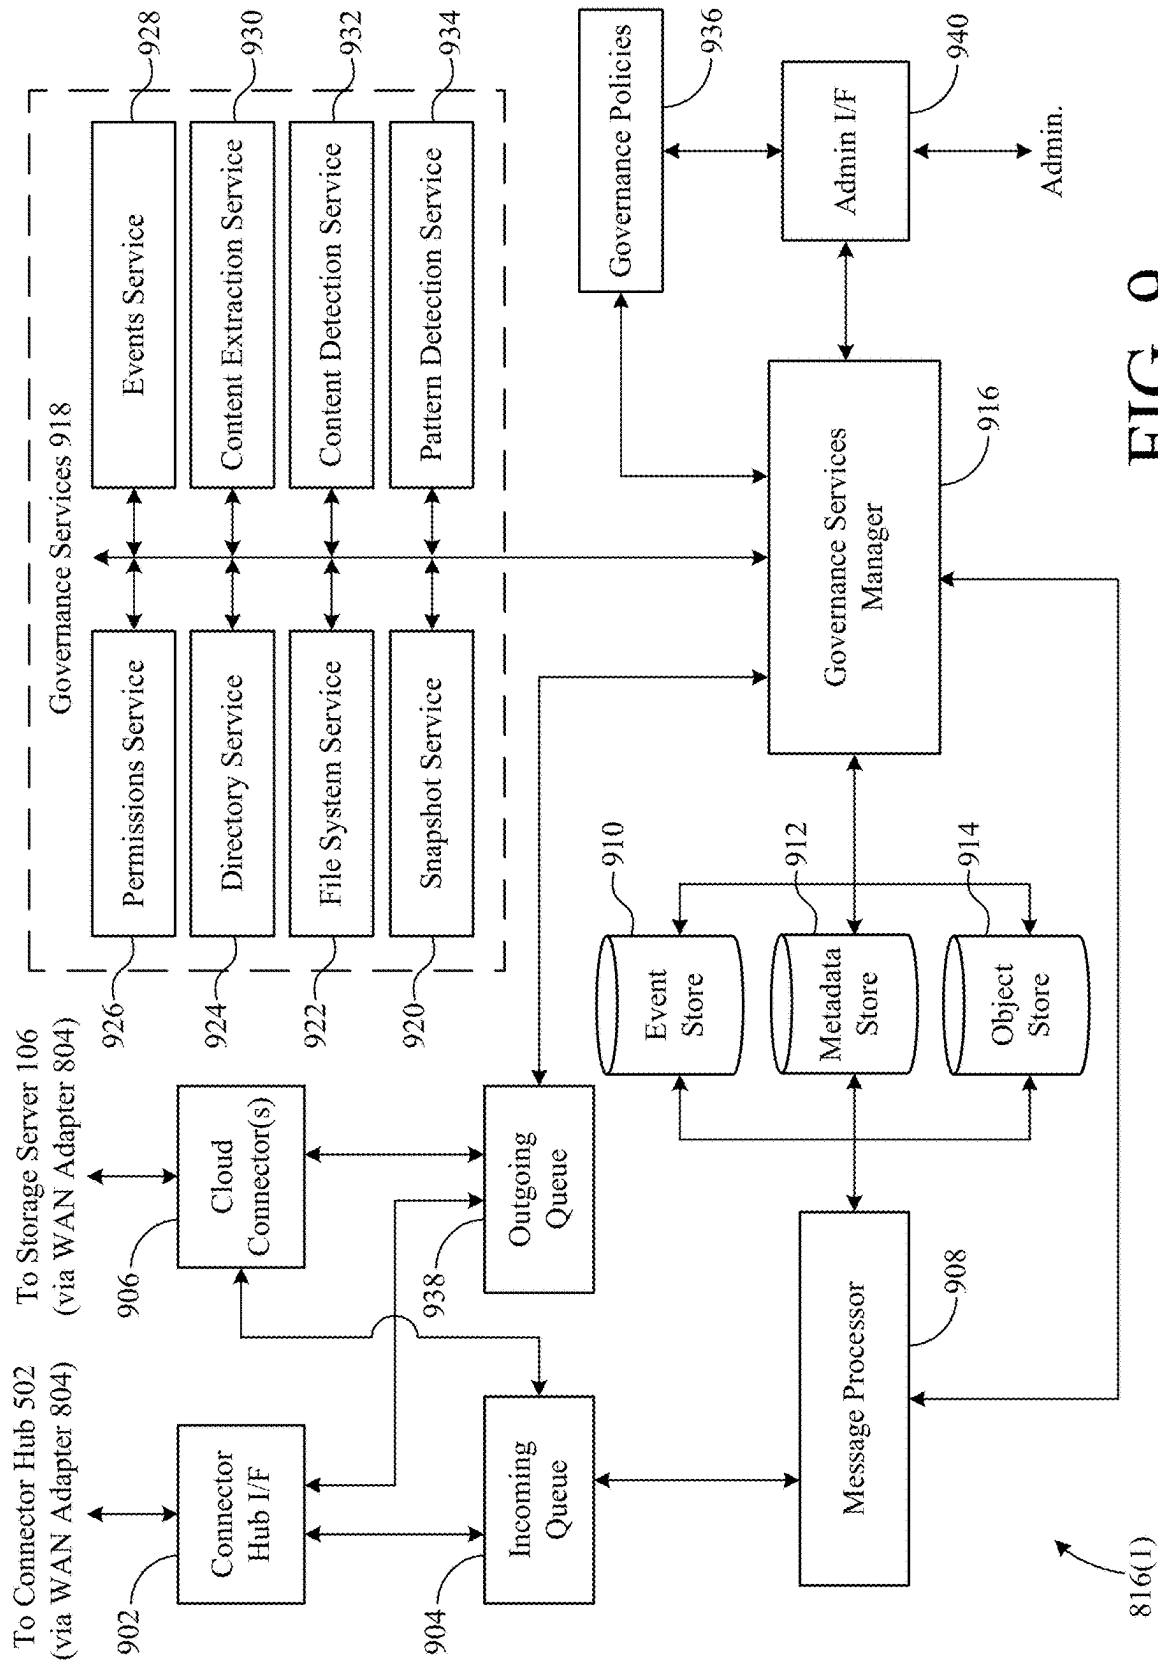 To Connector Hub 502
(via WAN Adapter 804)
To Storage Server 106
(via WAN Adapter 804)
902
Connector
Hub I/F
906
Cloud
Connector(s)
904
Incoming
Queue
938
Outgoing
Queue
Governance Services 918
926
Permissions Service
Events Service
928
924
Directory Service
Content Extraction Service
930
922
File System Service
Content Detection Service
932
920
Snapshot Service
Pattern Detection Service
934
Message Processor
908
Event
Store
910
Metadata
Store
912
Object
Store
914
Governance Services
Manager
916
Governance Policies
936
Admin I/F
940
Admin.
816(1)
FIG. 9